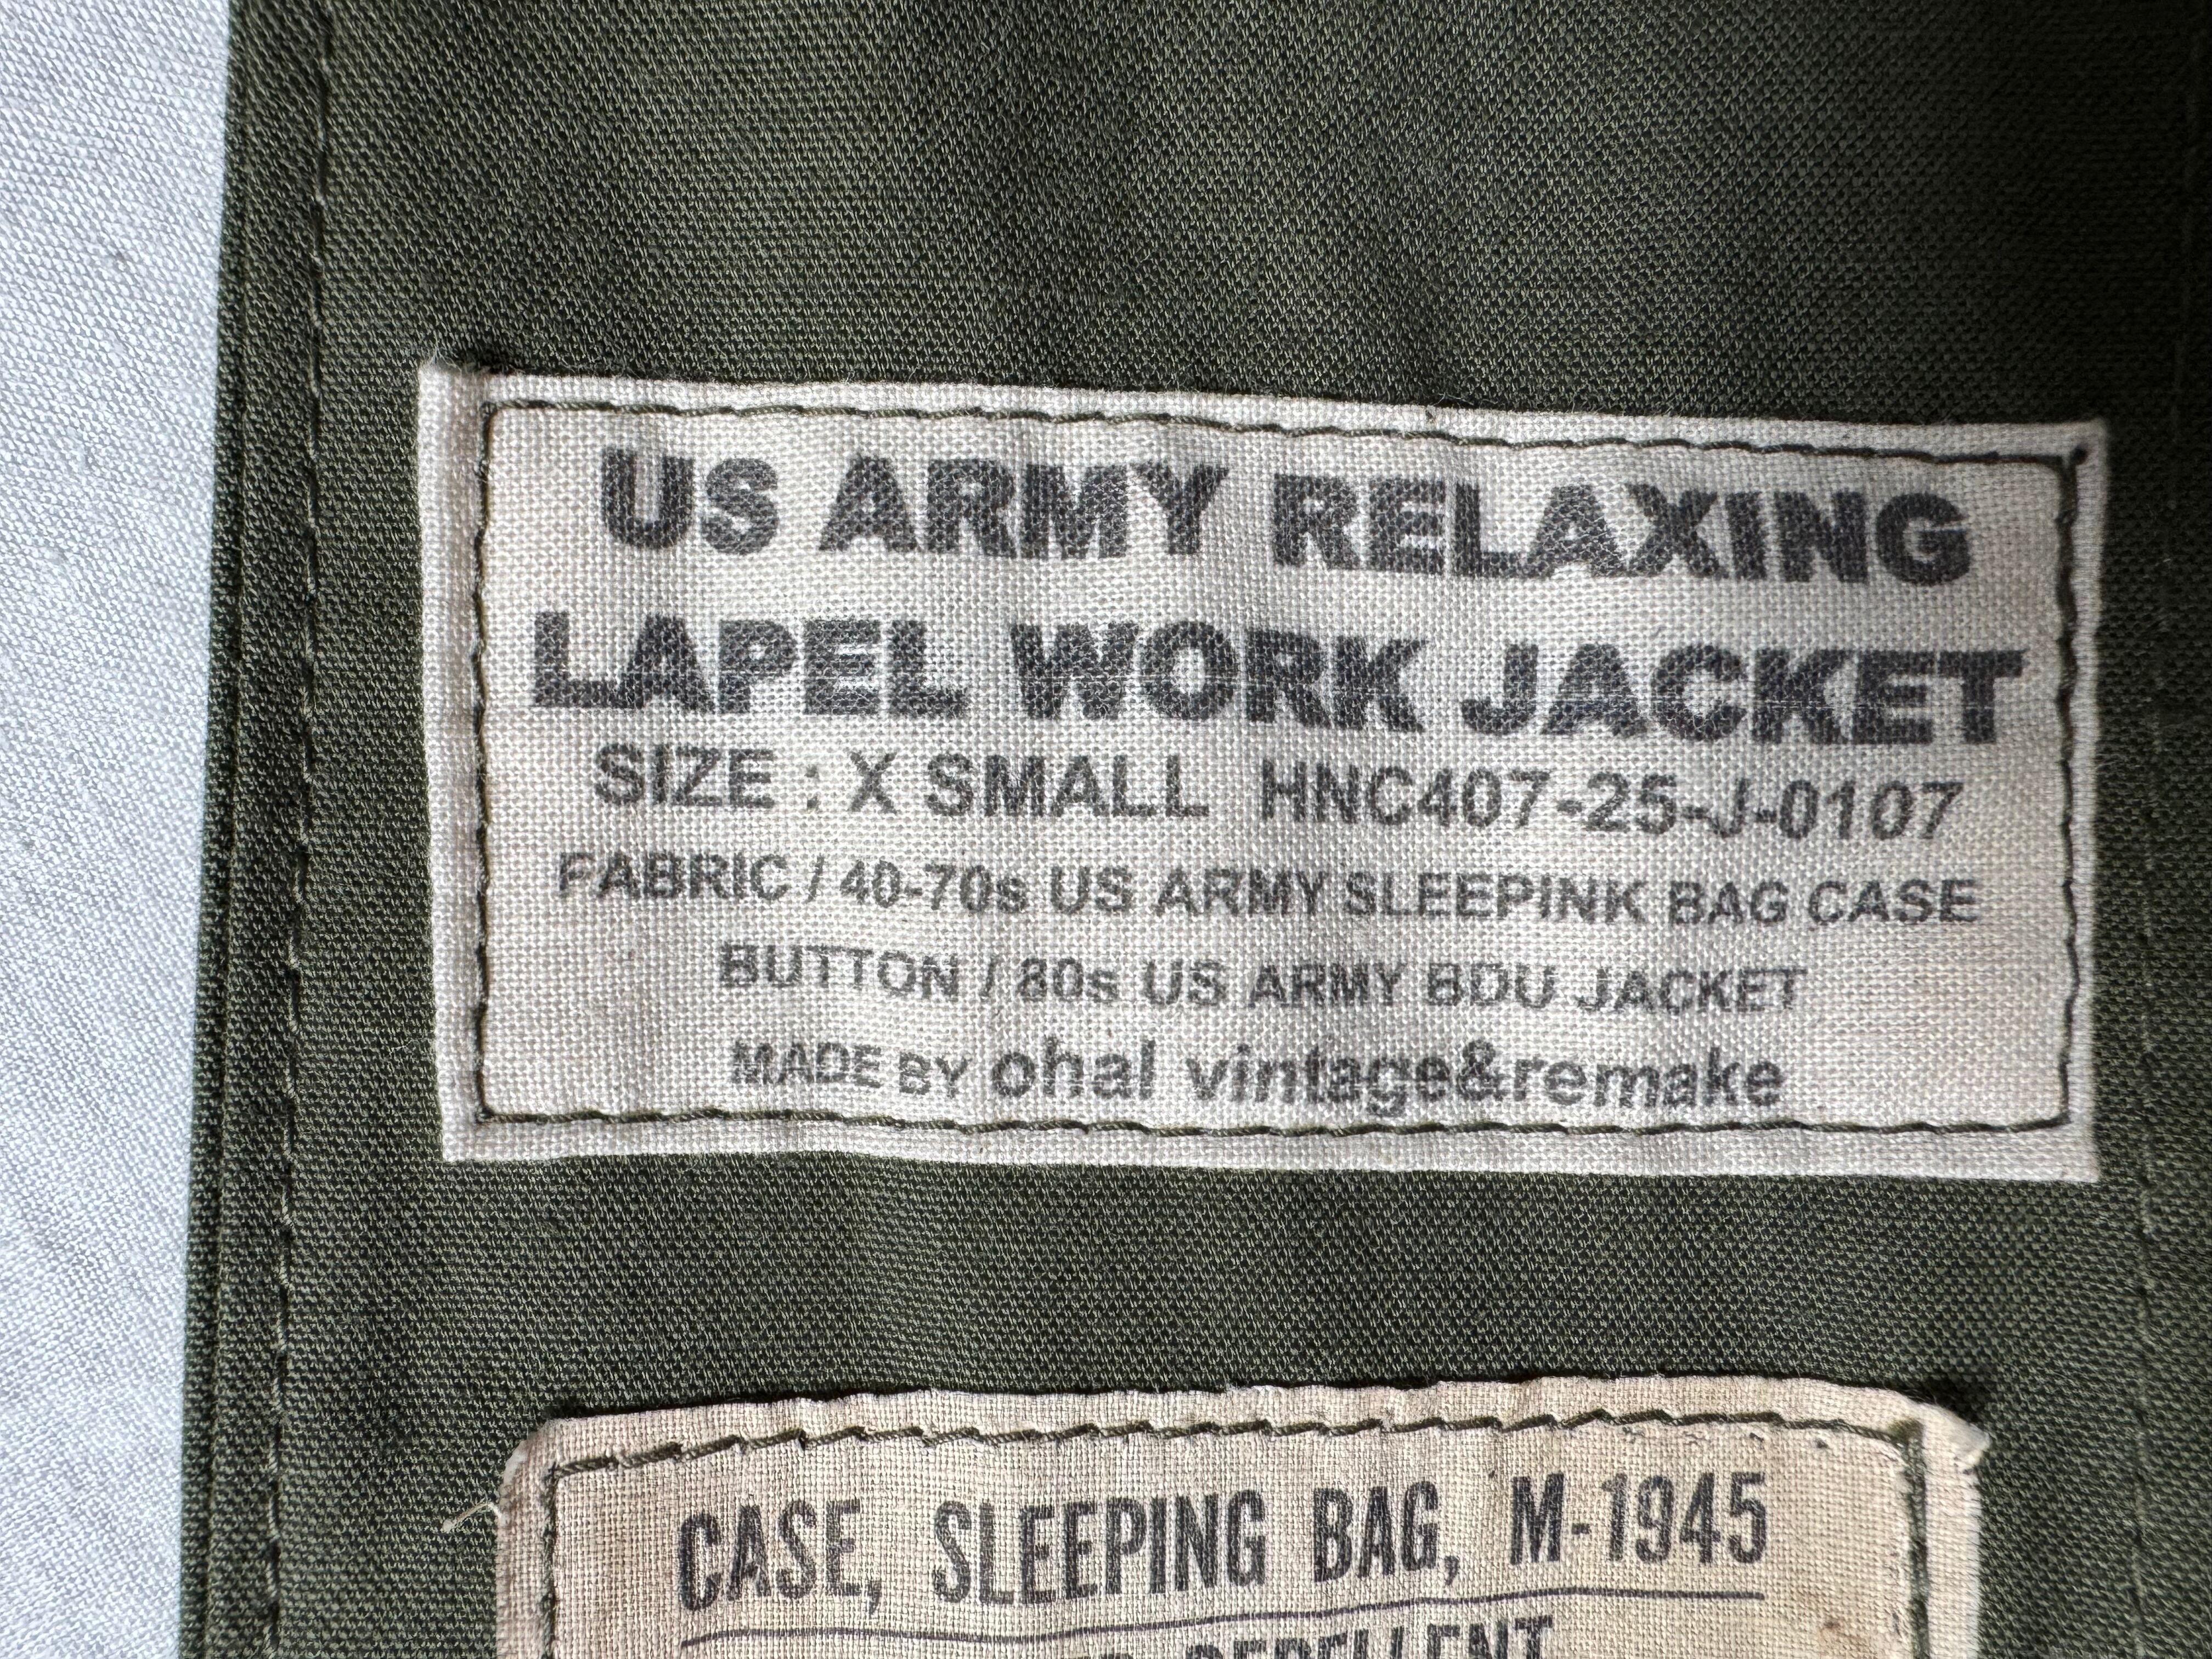 US ARMY RELAXING
LAPEL WORK JACKET
SIZE : X SMALL HNC407-25-J-0107
FABRIC / 40-70s US ARMY SLEEPINK BAG CASE
BUTTON / 80s US ARMY BDU JACKET
MADE BY ohal vintage&remake
CASE, SLEEPING BAG, M-1945
REPELLENT